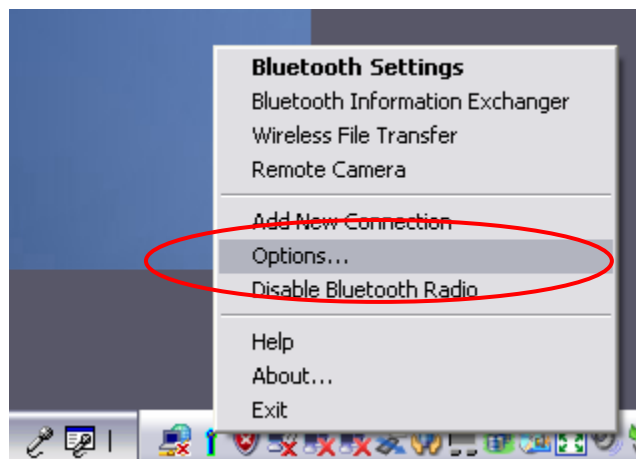 Bluetooth Settings
Bluetooth Information Exchanger
Wireless File Transfer
Remote Camera
Add New Connection
Options...
Disable Bluetooth Radio
Help
About...
Exit